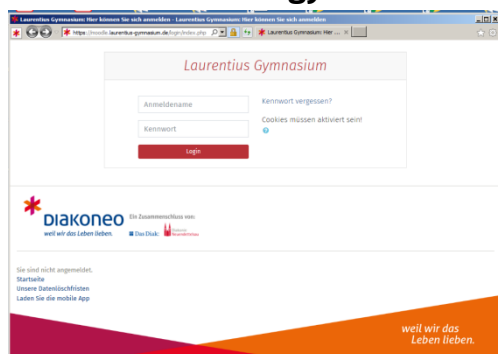 Laurentius Gymnasium: Hier können Sie sich anmelden - Laurentius Gymnasium: Hier können Sie sich anmelden
https://moodle.laurentius-gymnasium.de/login/index.php
Laurentius Gymnasium: Hier ...
Laurentius Gymnasium
Anmeldename
Kennwort vergessen?
Kennwort
Cookies müssen aktiviert sein!
Login
DIAKONEO
weil wir das Leben lieben.
Ein Zusammenschluss von:
Das Diak:
Sie sind nicht angemeldet.
Startseite
Unsere Datenlöschfristen
Laden Sie die mobile App
weil wir das
Leben lieben.